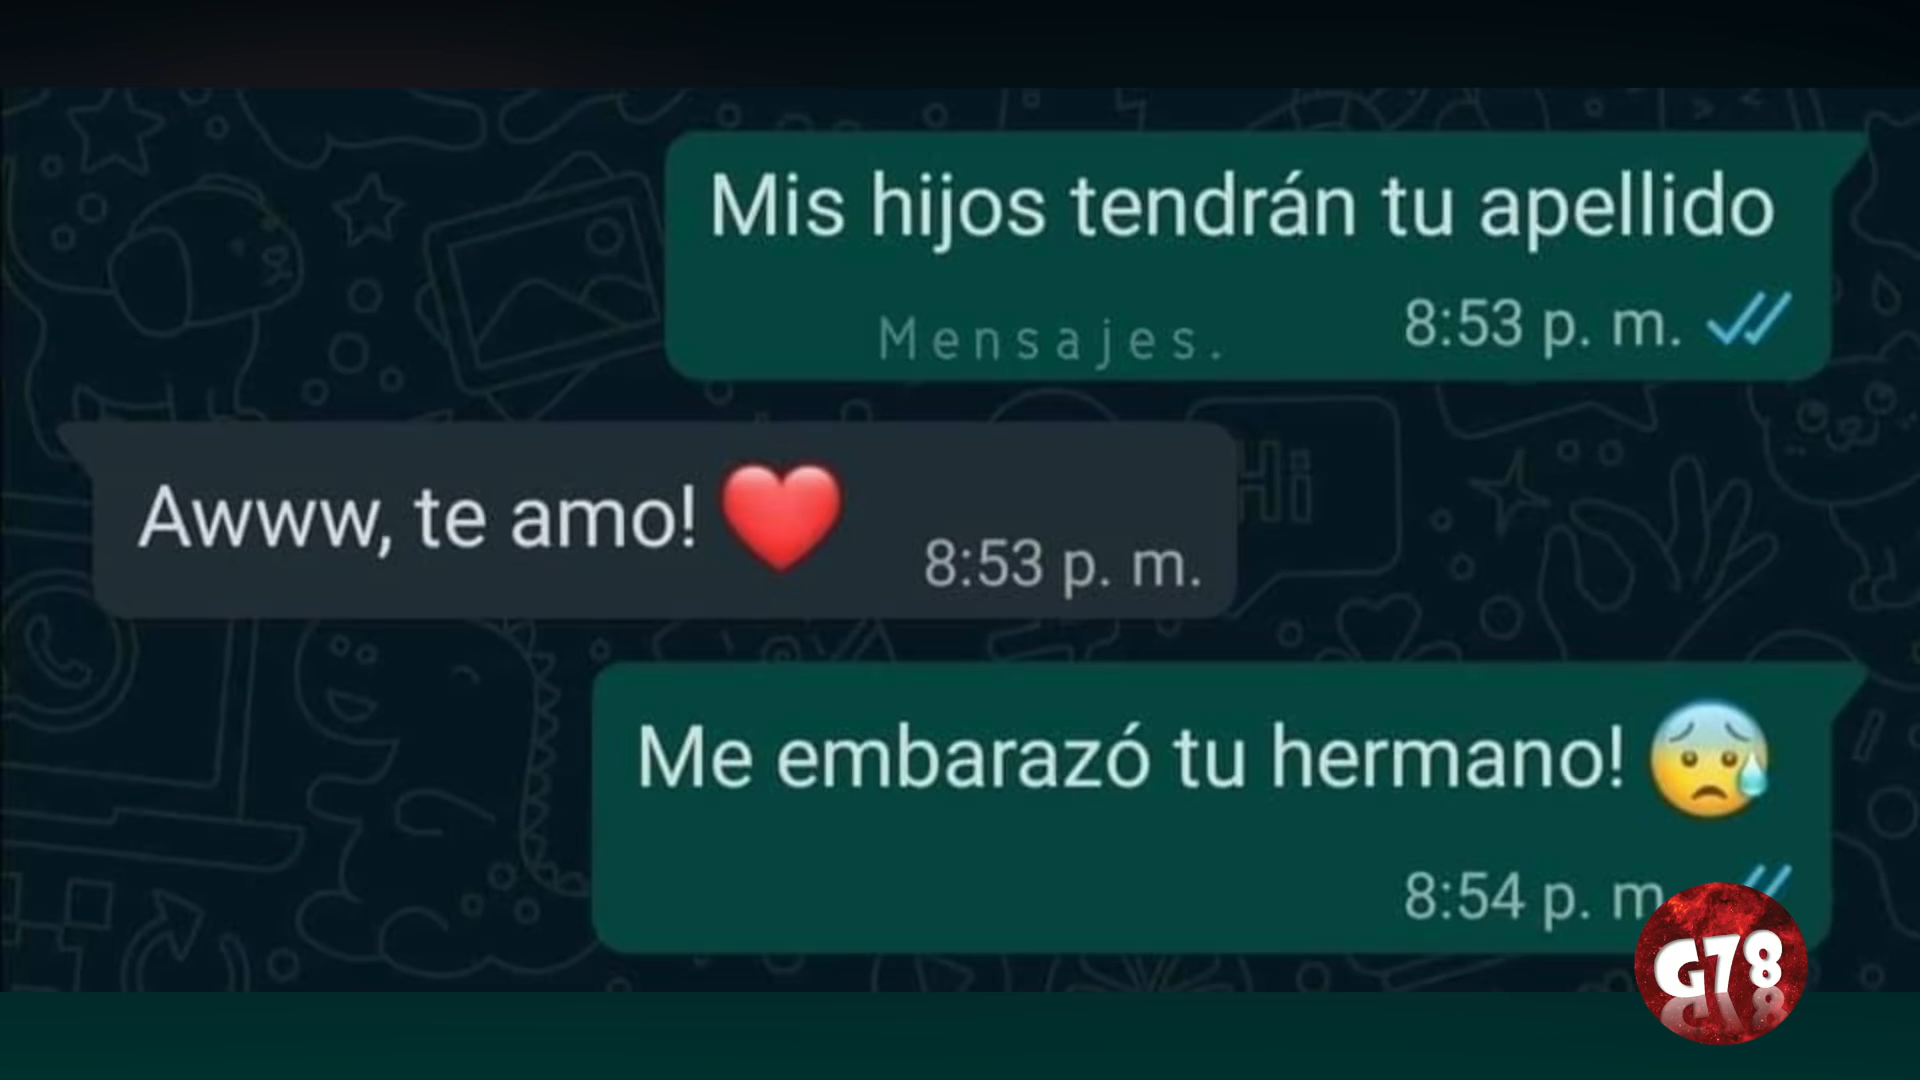 Mis hijos tendrán tu apellido
Mensajes. 8:53 p. m.
Hi
Awww, te amo! ❤️ 8:53 p. m.
Me embarazó tu hermano! 😰
8:54 p. m
G78